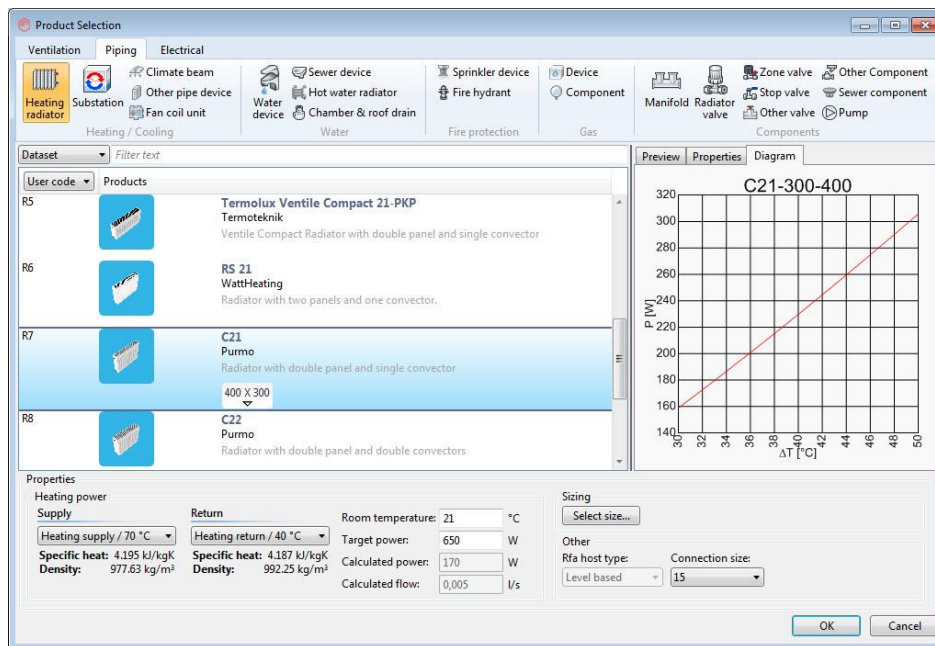 Product Selection
Ventilation Piping Electrical
Heating radiator
Substation
Climate beam
Other pipe device
Fan coil unit
Heating / Cooling
Water device
Sewer device
Hot water radiator
Chamber & roof drain
Water
Sprinkler device
Fire hydrant
Fire protection
Device
Component
Gas
Manifold
Radiator valve
Zone valve
Stop valve
Other valve
Other Component
Sewer component
Pump
Components
Dataset Filter text
User code Products
R5
Termolux Ventile Compact 21-PKP
Termoteknik
Ventile Compact Radiator with double panel and single convector
R6
RS 21
WattHeating
Radiator with two panels and one convector.
R7
C21
Purmo
Radiator with double panel and single convector
400 X 300
R8
C22
Purmo
Radiator with double panel and double convectors
Preview Properties Diagram
C21-300-400
320
300
280
260
240
220
200
180
160
140
P [W]
30 32 34 36 38 40 42 44 46 48 50
ΔT [°C]
Properties
Heating power
Supply
Heating supply / 70 °C
Specific heat: 4.195 kJ/kgK
Density: 977.63 kg/m³
Return
Heating return / 40 °C
Specific heat: 4.187 kJ/kgK
Density: 992.25 kg/m³
Room temperature: 21 °C
Target power: 650 W
Calculated power: 170 W
Calculated flow: 0,005 l/s
Sizing
Select size...
Other
Rfa host type: Connection size:
Level based 15
OK Cancel